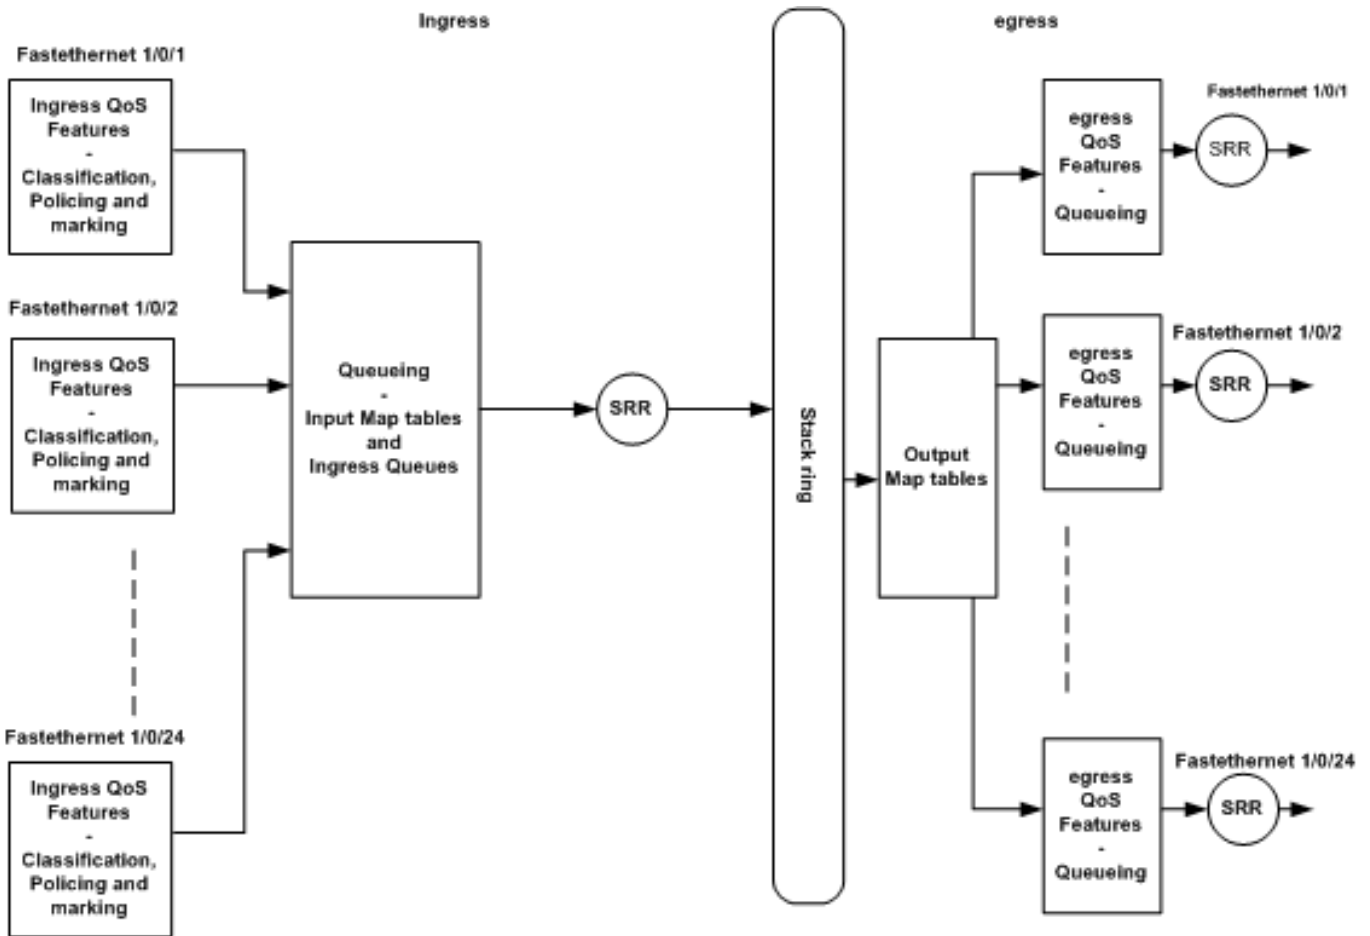 Ingress
egress
Fastethernet 1/0/1
Ingress QoS
Features
-
Classification,
Policing and
marking
Fastethernet 1/0/2
Ingress QoS
Features
-
Classification,
Policing and
marking
Fastethernet 1/0/24
Ingress QoS
Features
-
Classification,
Policing and
marking
Queueing
-
Input Map tables
and
Ingress Queues
SRR
Stack ring
Output
Map tables
egress
QoS
Features
-
Queueing
Fastethernet 1/0/1
SRR
egress
QoS
Features
-
Queueing
Fastethernet 1/0/2
SRR
egress
QoS
Features
-
Queueing
Fastethernet 1/0/24
SRR